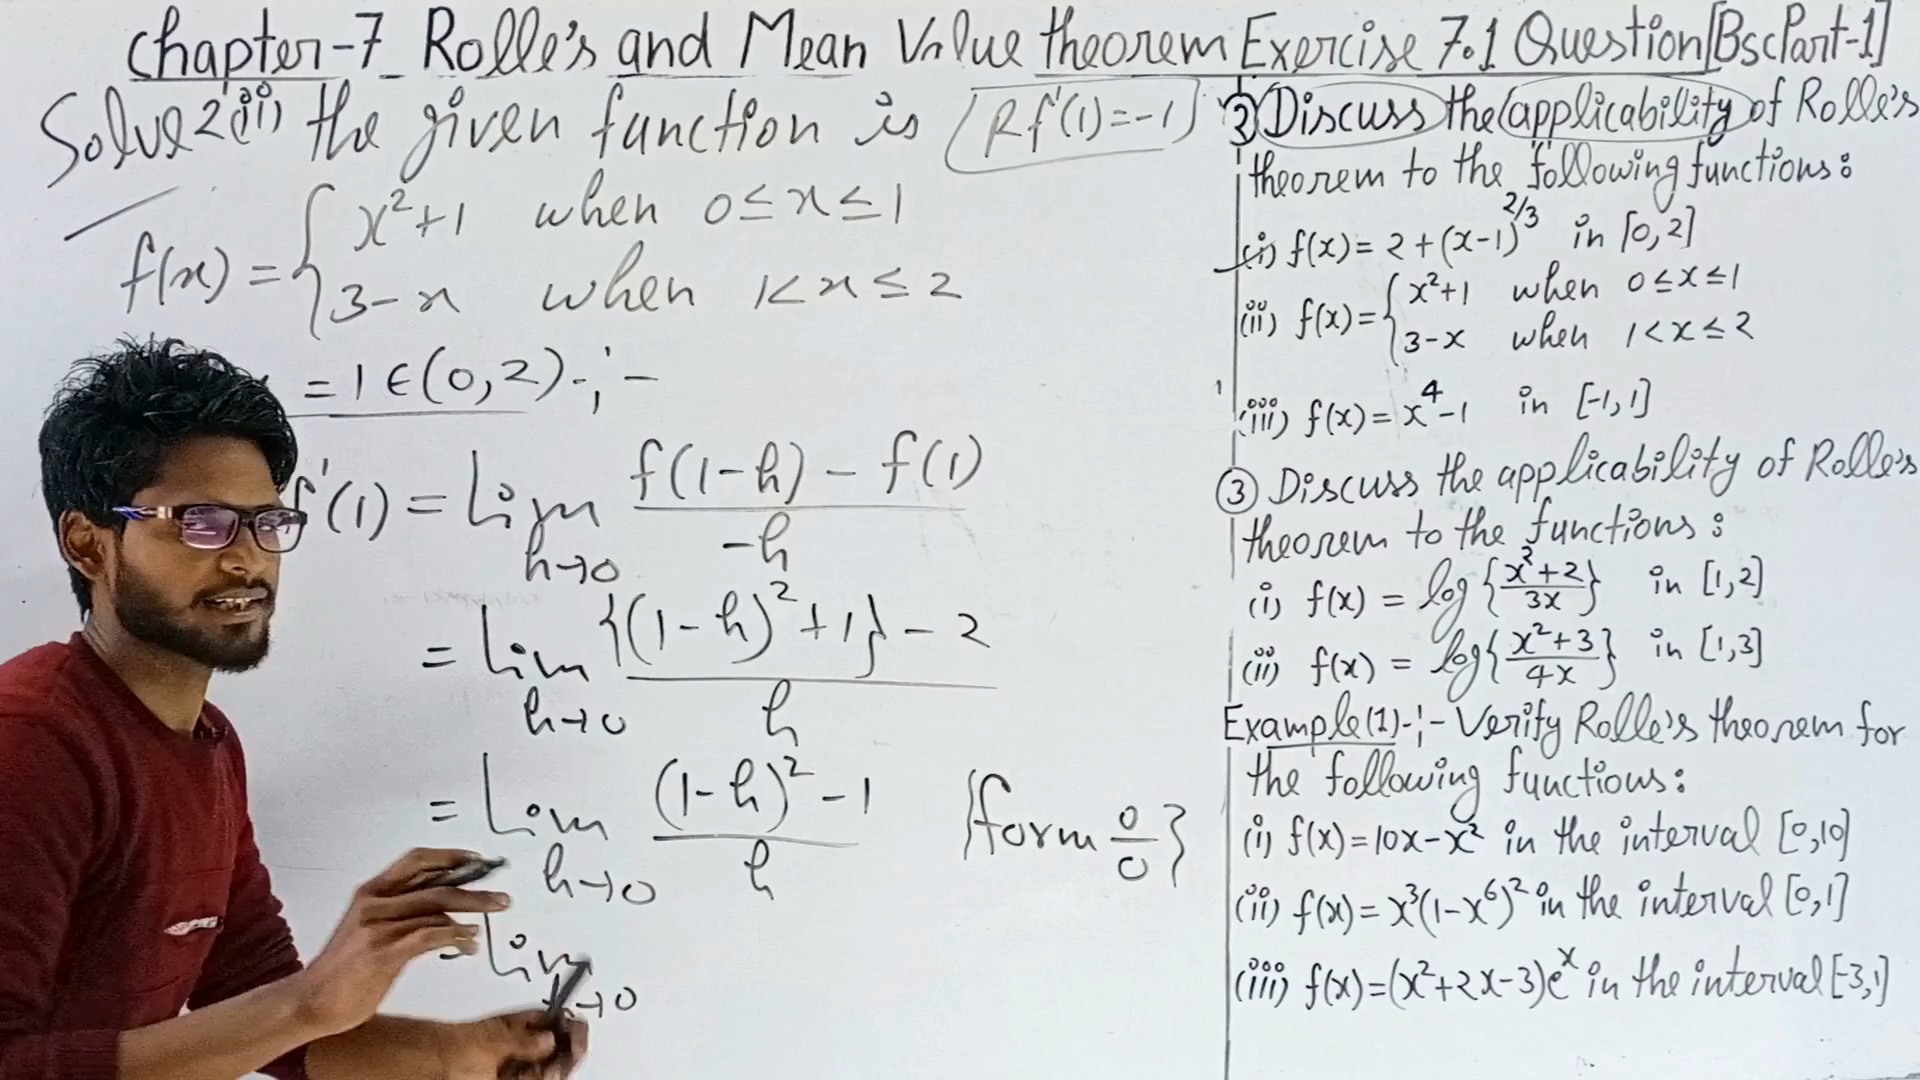 Chapter-7 Rolle's and Mean Value theorem Exercise 7.1 Question [Bsc Part-1]
Solve 2(ii) the given function is Rf'(1)=-1
f(x) = { x²+1 when 0≤x≤1
3-x when 1<x≤2
= 1 ∈ (0,2) -:-
f'(1) = Lim h→0 f(1-h) - f(1) / -h
= Lim h→0 {(1-h)²+1} - 2 / h
= Lim h→0 (1-h)² - 1 / h {form 0/0}
= Lim h→0
Discuss the applicability of Rolle's
theorem to the following functions:
(i) f(x) = 2+(x-1)^2/3 in [0,2]
(ii) f(x) = { x²+1 when 0≤x≤1
3-x when 1<x≤2
(iii) f(x) = x⁴-1 in [-1,1]
③ Discuss the applicability of Rolle's
theorem to the functions:
(i) f(x) = log{x²+2 / 3x} in [1,2]
(ii) f(x) = log{x²+3 / 4x} in [1,3]
Example(1)-:- Verify Rolle's theorem for
the following functions:
(i) f(x)=10x-x² in the interval [0,10]
(ii) f(x) = x³(1-x⁶)² in the interval [0,1]
(iii) f(x)=(x²+2x-3)eˣ in the interval [-3,1]